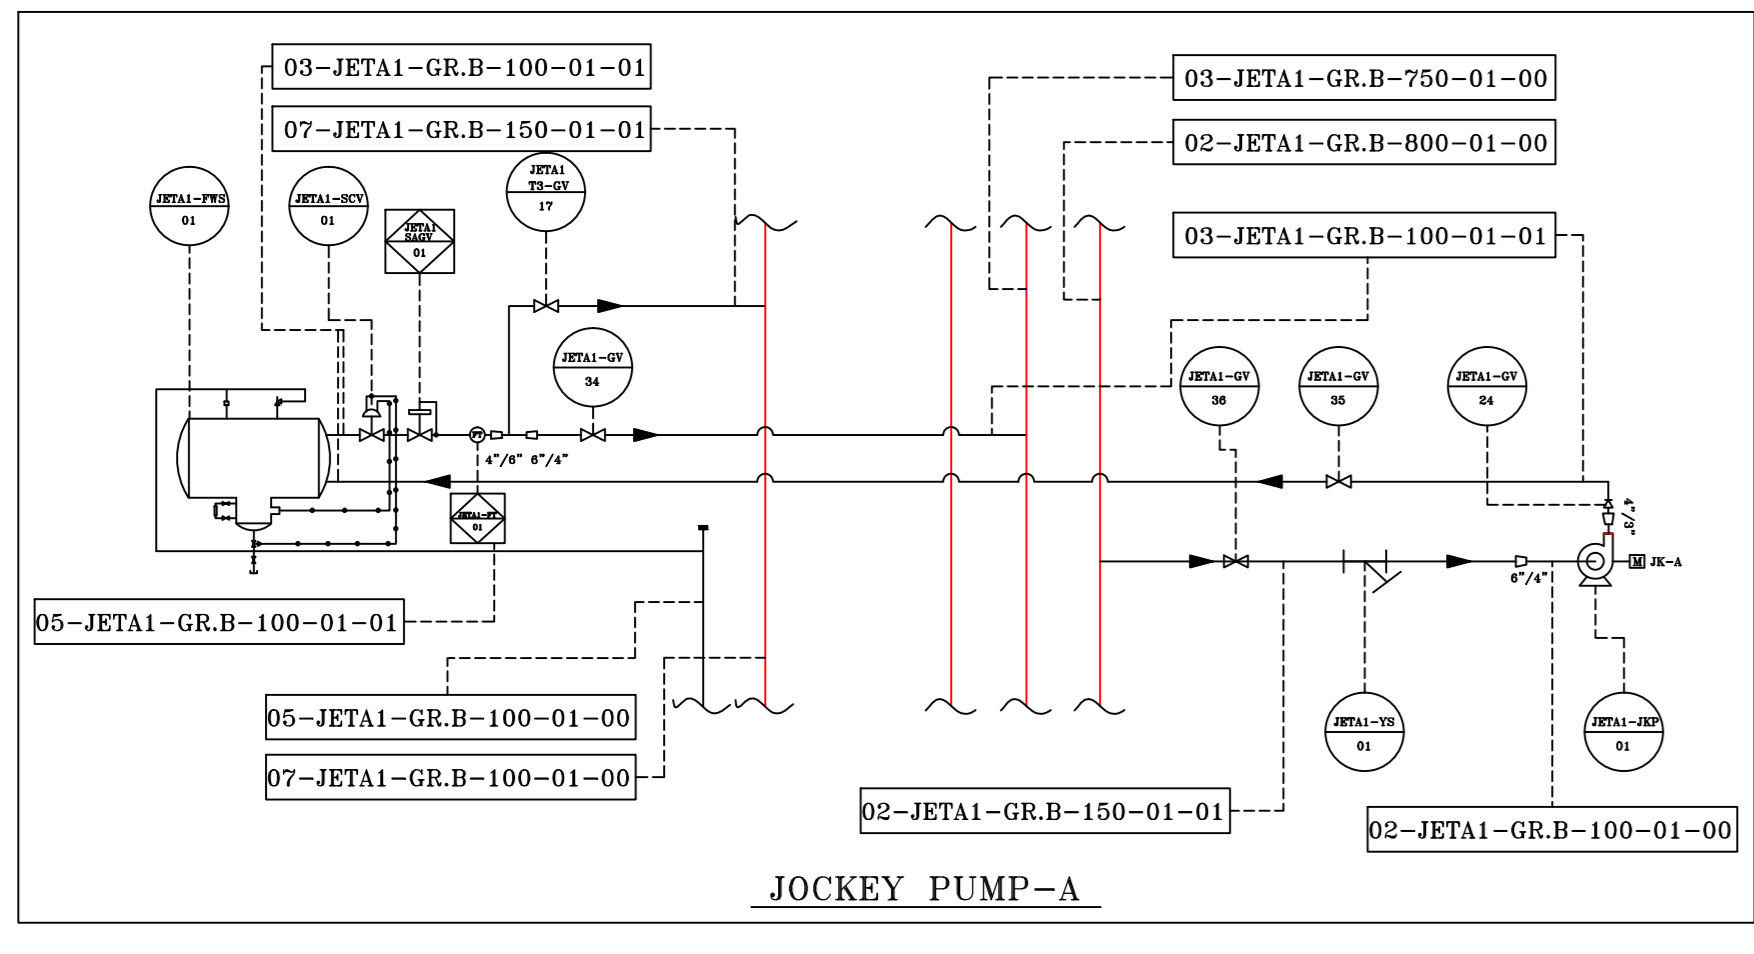 03-JETA1-GR.B-100-01-01
03-JETA1-GR.B-750-01-00
07-JETA1-GR.B-150-01-01
02-JETA1-GR.B-800-01-00
JETA1-FWS
01
JETA1-SCV
01
JETA1
SAGV
01
JETA1
T3-GV
17
03-JETA1-GR.B-100-01-01
JETA1-GV
34
JETA1-GV
36
JETA1-GV
35
JETA1-GV
24
FT
4"/6" 6"/4"
JETA1-FT
01
4"/3"
6"/4"
M JK-A
05-JETA1-GR.B-100-01-01
05-JETA1-GR.B-100-01-00
07-JETA1-GR.B-100-01-00
JETA1-YS
01
JETA1-JKP
01
02-JETA1-GR.B-150-01-01
02-JETA1-GR.B-100-01-00
JOCKEY PUMP-A